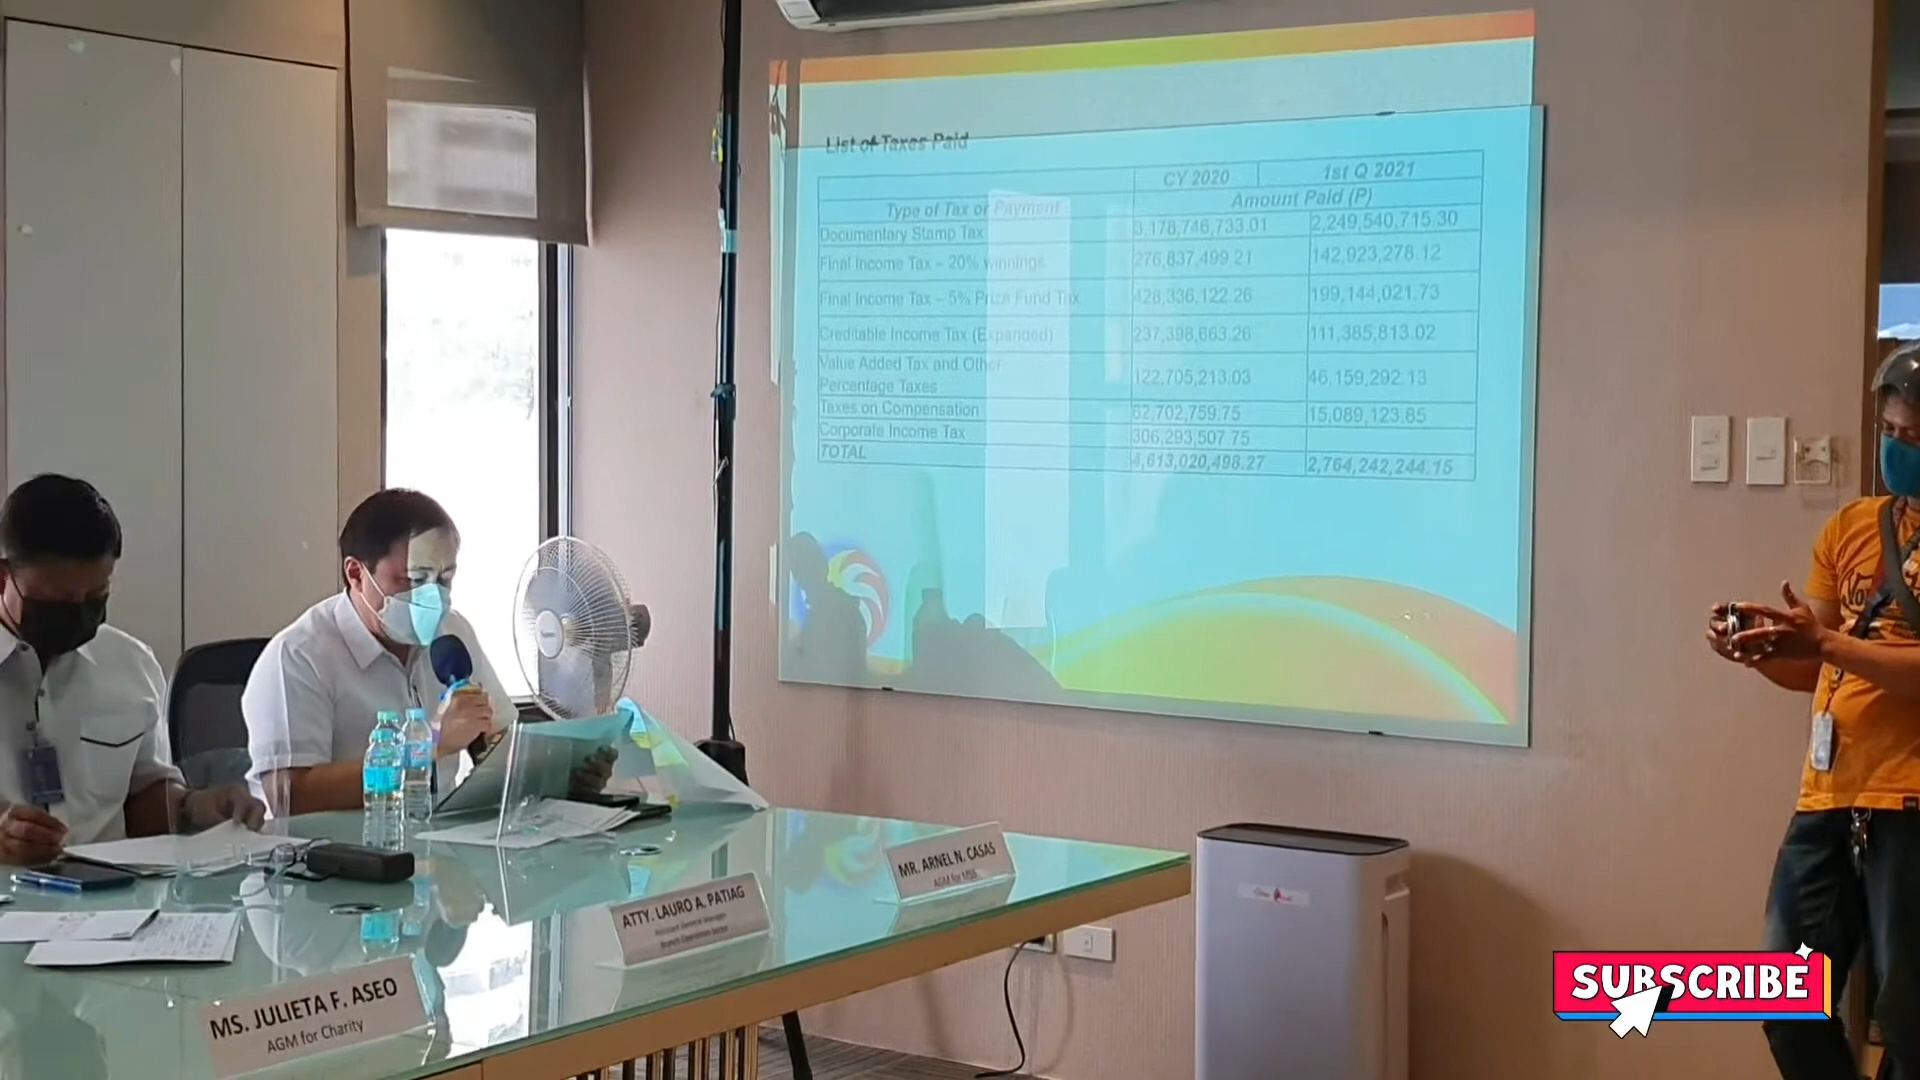 List of Taxes Paid
CY 2020 1st Q 2021
Type of Tax or Payment Amount Paid (P)
Documentary Stamp Tax 3,178,746,733.01 2,249,540,715.30
Final Income Tax – 20% winnings 276,837,499.21 142,923,278.12
Final Income Tax – 5% Prize Fund Tax 428,336,122.26 199,144,021.73
Creditable Income Tax (Expanded) 237,398,663.26 111,385,813.02
Value Added Tax and Other
Percentage Taxes 122,705,213.03 46,159,292.13
Taxes on Compensation 62,702,759.75 15,089,123.85
Corporate Income Tax 306,293,507.75
TOTAL 4,613,020,498.27 2,764,242,244.15
MR. ARNEL N. CASAS
AGM for MSS
ATTY. LAURO A. PATIAG
Assistant General Manager
Branch Operations Sector
MS. JULIETA F. ASEO
AGM for Charity
SUBSCRIBE